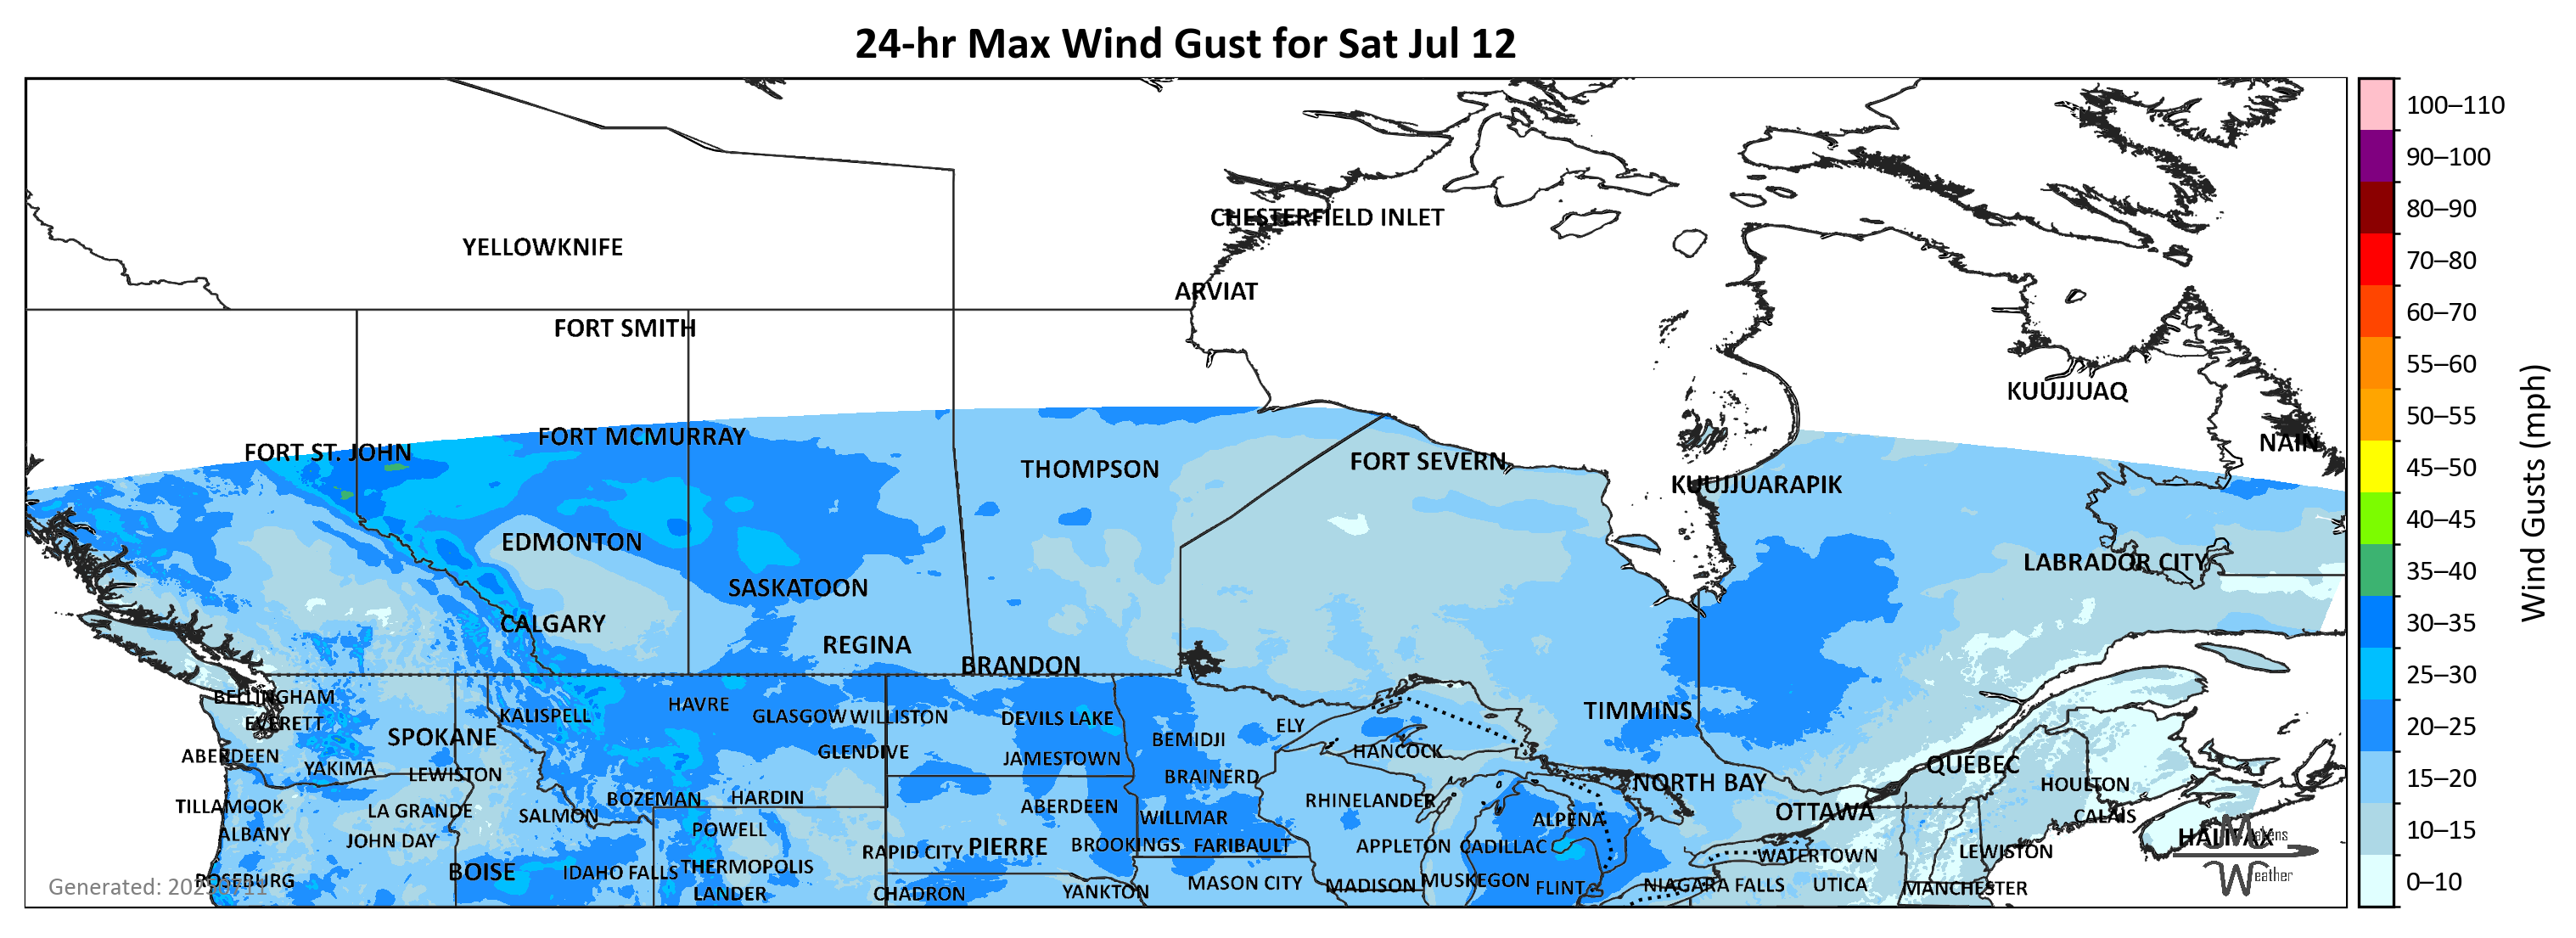 24-hr Max Wind Gust for Sat Jul 12
100–110
90–100
CHESTERFIELD INLET
80–90
YELLOWKNIFE
70–80
ARVIAT
60–70
FORT SMITH
55–60
KUUJJUAQ
50–55
FORT MCMURRAY
NAIN
FORT ST. JOHN
THOMPSON
FORT SEVERN
45–50
KUUJJUARAPIK
40–45
EDMONTON
LABRADOR CITY
35–40
SASKATOON
CALGARY
30–35
REGINA
BRANDON
25–30
Wind Gusts (mph)
BELLINGHAM
HAVRE
TIMMINS
KALISPELL
GLASGOW
WILLISTON
DEVILS LAKE
EVERETT
ELY
20–25
SPOKANE
BEMIDJI
ABERDEEN
GLENDIVE
JAMESTOWN
HANCOCK
QUÉBEC
YAKIMA
LEWISTON
BRAINERD
15–20
NORTH BAY
HOULTON
BOZEMAN
HARDIN
RHINELANDER
TILLAMOOK
LA GRANDE
SALMON
ABERDEEN
WILLMAR
ALPENA
OTTAWA
CALAIS
10–15
ALBANY
JOHN DAY
POWELL
HALIFAX
Makens
RAPID CITY
PIERRE
BROOKINGS
FARIBAULT
APPLETON
CADILLAC
WATERTOWN
LEWISTON
BOISE
IDAHO FALLS
THERMOPOLIS
Weather
0–10
ROSEBURG
MASON CITY
MADISON
MUSKEGON
FLINT
NIAGARA FALLS
UTICA
MANCHESTER
LANDER
CHADRON
YANKTON